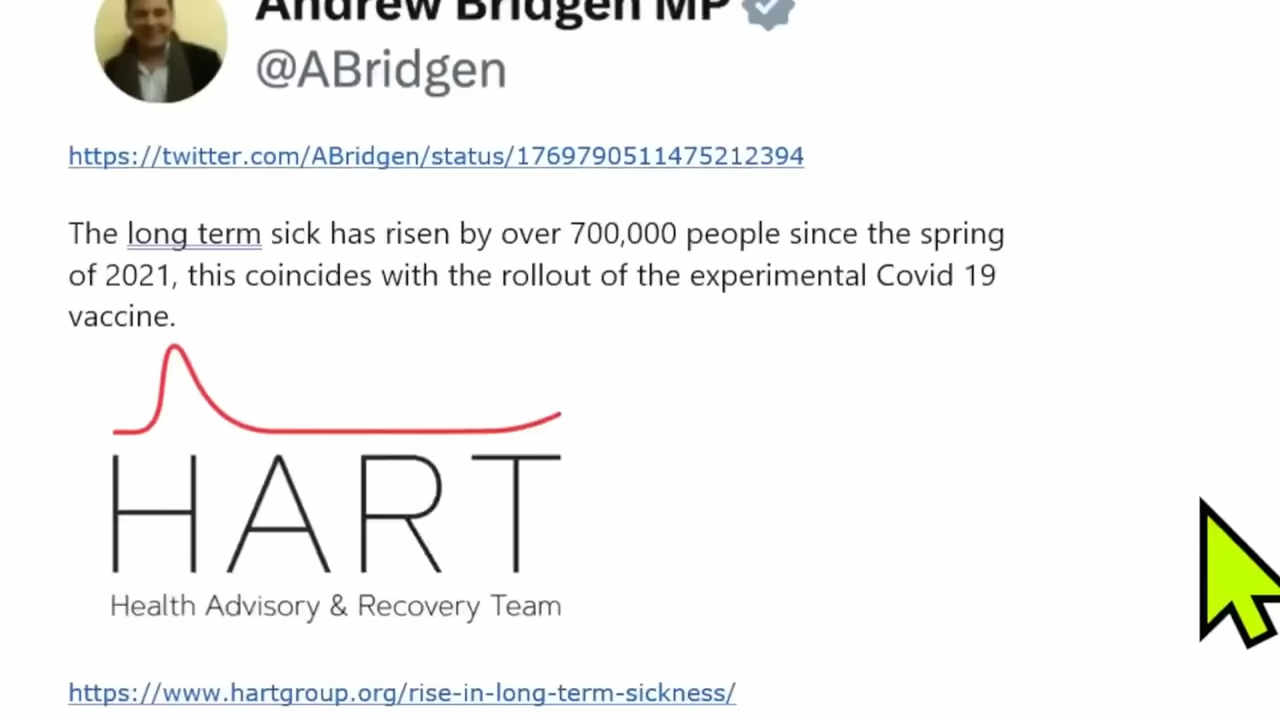 Andrew Bridgen MP
@ABridgen
https://twitter.com/ABridgen/status/1769790511475212394
The long term sick has risen by over 700,000 people since the spring
of 2021, this coincides with the rollout of the experimental Covid 19
vaccine.
HART
Health Advisory & Recovery Team
https://www.hartgroup.org/rise-in-long-term-sickness/